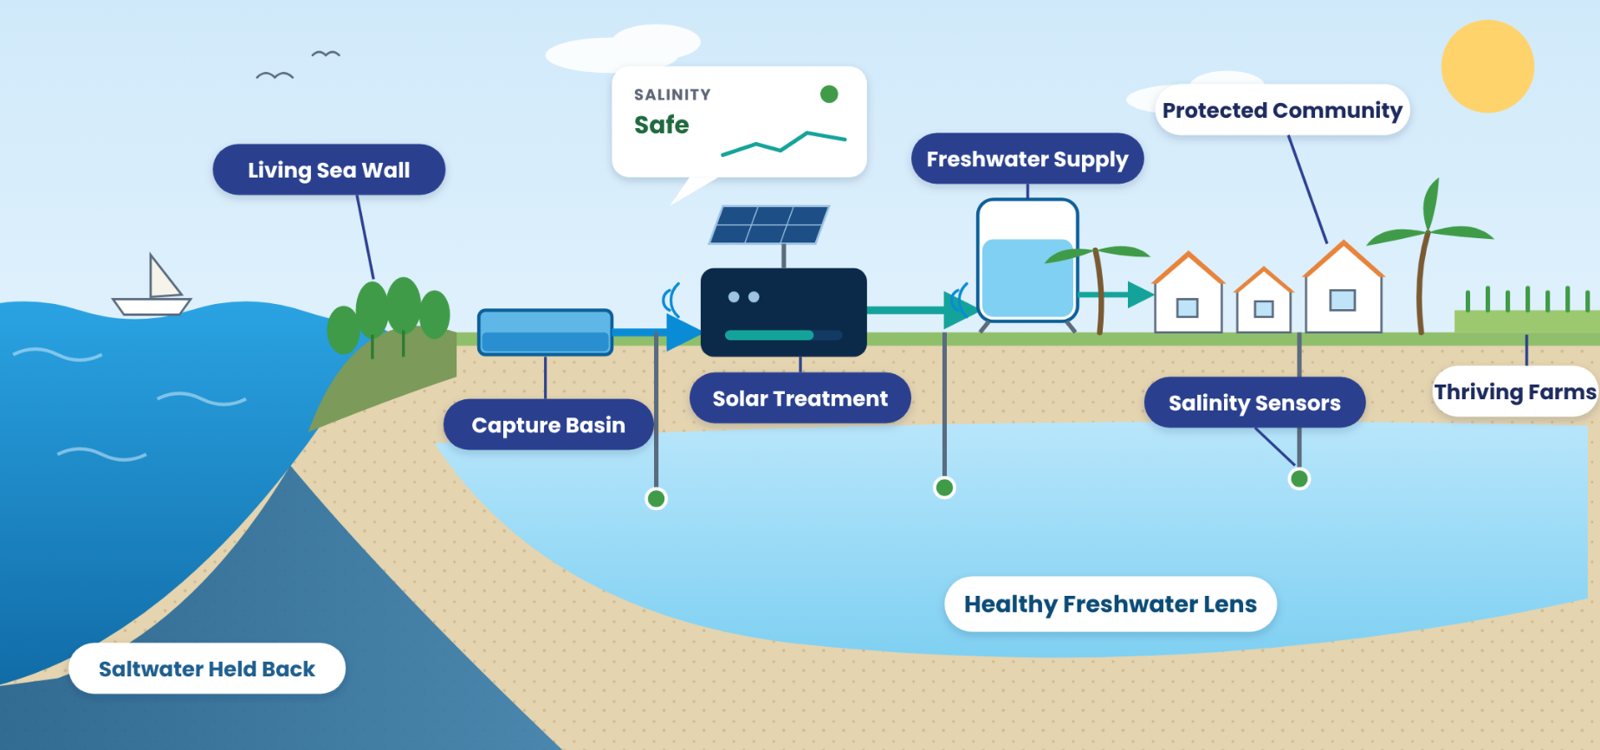 SALINITY
Safe
Protected Community
Freshwater Supply
Living Sea Wall
Thriving Farms
Solar Treatment
Salinity Sensors
Capture Basin
Healthy Freshwater Lens
Saltwater Held Back